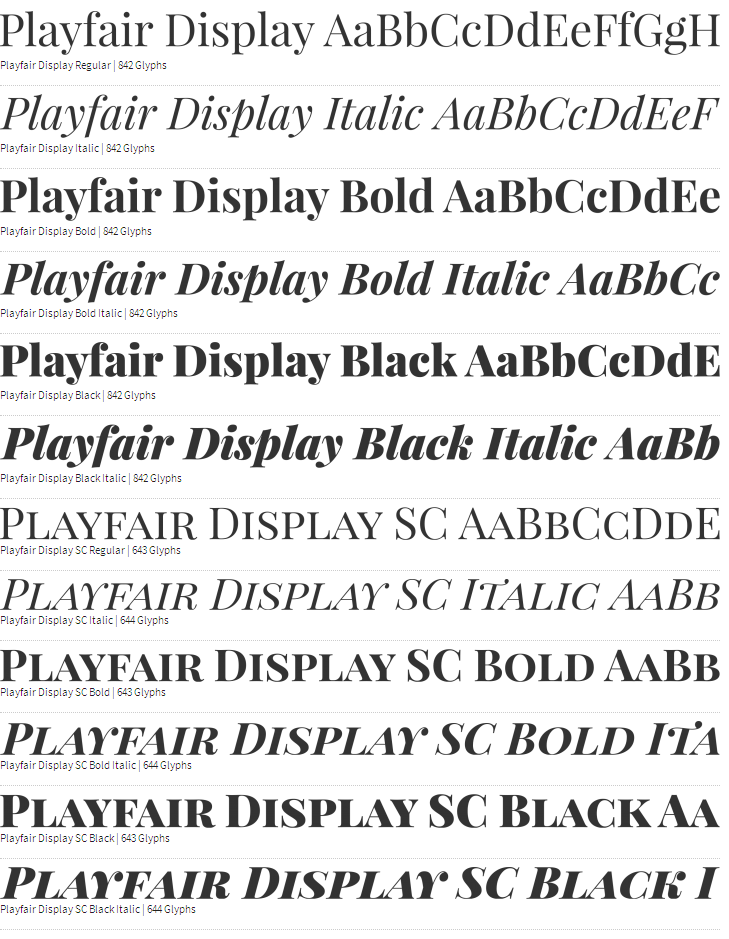 Playfair Display AaBbCcDdEeFfGgH
Playfair Display Regular | 842 Glyphs
Playfair Display Italic AaBbCcDdEeF
Playfair Display Italic | 842 Glyphs
Playfair Display Bold AaBbCcDdEe
Playfair Display Bold | 842 Glyphs
Playfair Display Bold Italic AaBbCc
Playfair Display Bold Italic | 842 Glyphs
Playfair Display Black AaBbCcDdE
Playfair Display Black | 842 Glyphs
Playfair Display Black Italic AaBb
Playfair Display Black Italic | 842 Glyphs
Playfair Display SC AaBbCcDdE
Playfair Display SC Regular | 643 Glyphs
Playfair Display SC Italic AaBb
Playfair Display SC Italic | 644 Glyphs
Playfair Display SC Bold AaBb
Playfair Display SC Bold | 643 Glyphs
Playfair Display SC Bold Ita
Playfair Display SC Bold Italic | 644 Glyphs
Playfair Display SC Black Aa
Playfair Display SC Black | 643 Glyphs
Playfair Display SC Black I
Playfair Display SC Black Italic | 644 Glyphs